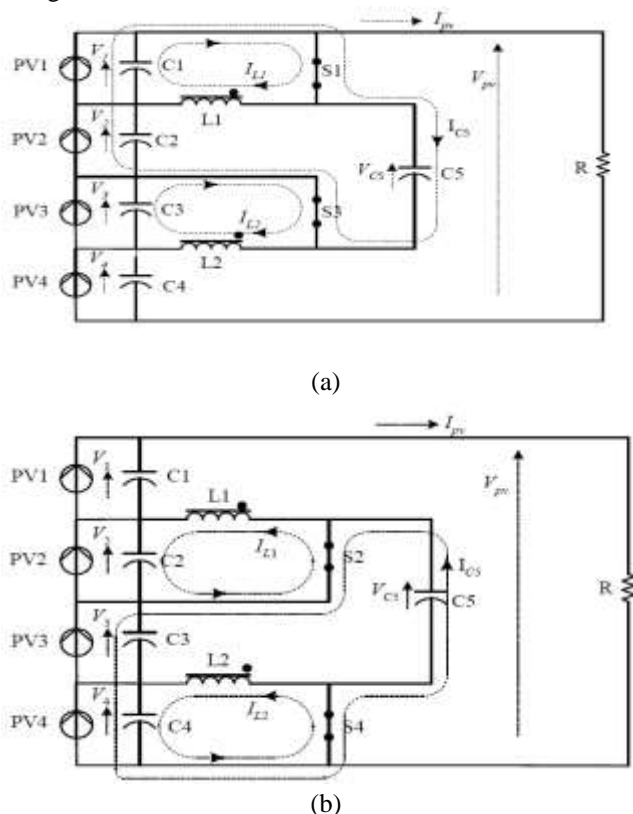 I_pv
PV1 V_1 C1 I_L1 S1
V_pv
L1 I_C5
PV2 V_2 C2
V_C5 C5 R
PV3 V_3 C3 I_L2 S3
L2
PV4 V_4 C4
(a)
I_pv
PV1 V_1 C1 V_pv
L1
PV2 C2 S2 I_C5
V_C5 C5 R
PV3 V_3 C3
L2
PV4 V_4 C4 I_L2 S4
(b)